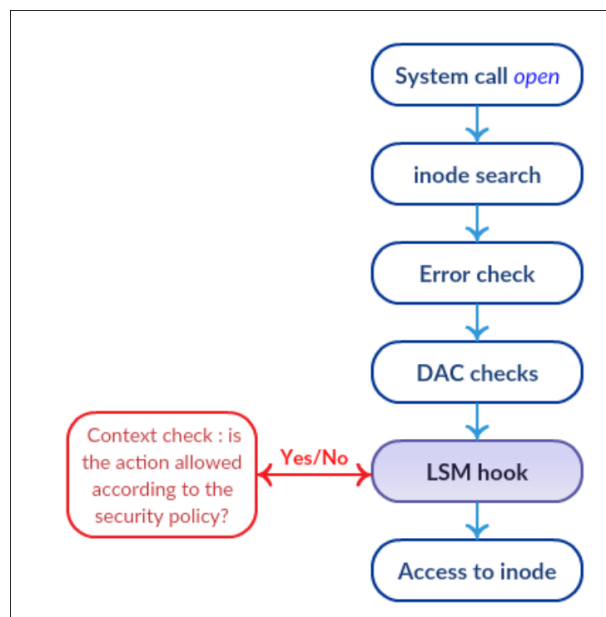 System call open
inode search
Error check
DAC checks
Context check : is
the action allowed
according to the
security policy?
Yes/No
LSM hook
Access to inode